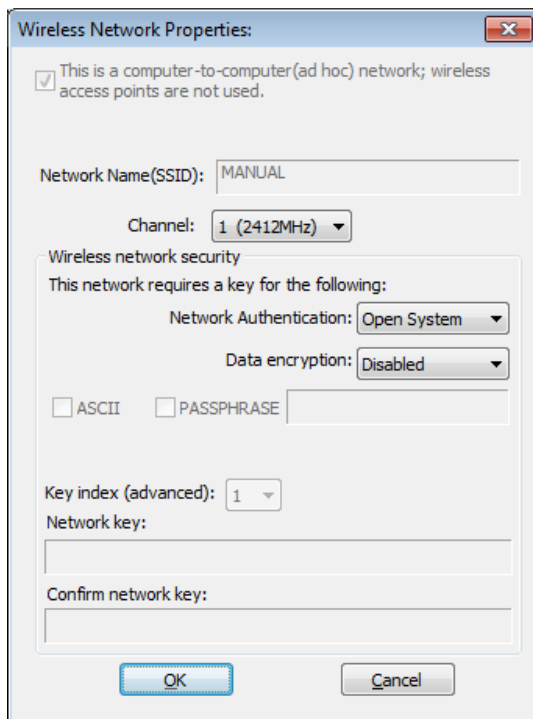 Wireless Network Properties:
This is a computer-to-computer(ad hoc) network; wireless
access points are not used.
Network Name(SSID): MANUAL
Channel: 1 (2412MHz)
Wireless network security
This network requires a key for the following:
Network Authentication: Open System
Data encryption: Disabled
ASCII PASSPHRASE
Key index (advanced): 1
Network key:
Confirm network key:
OK Cancel